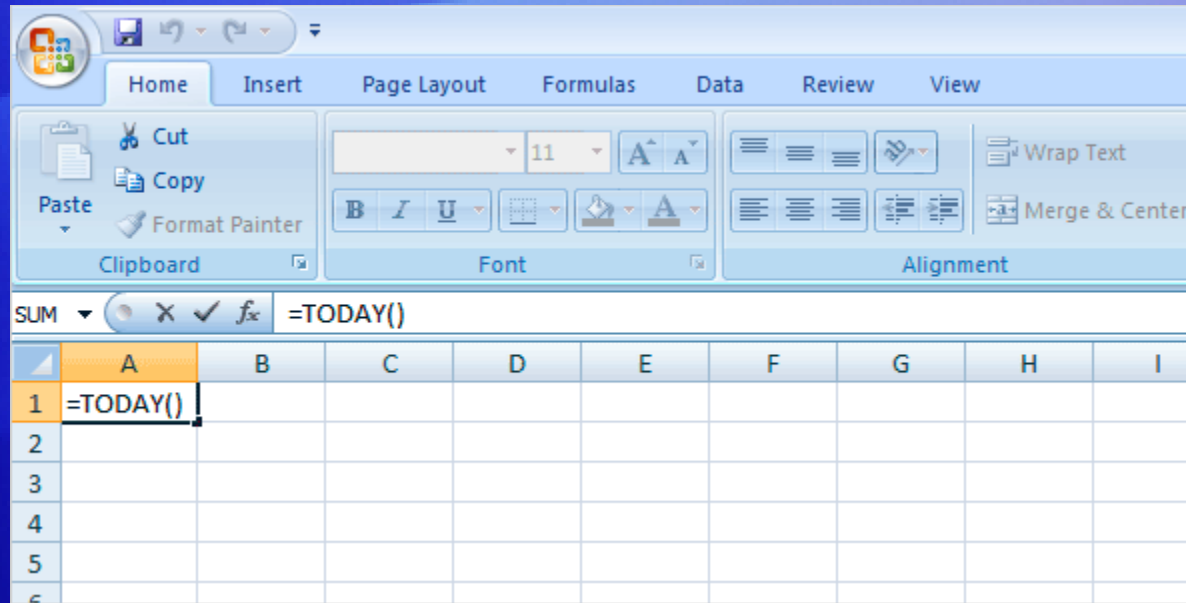 Home Insert Page Layout Formulas Data Review View
Cut
Copy
Paste
Format Painter
11 A A
Wrap Text
B I U A
Merge & Center
Clipboard Font Alignment
SUM fx =TODAY()
A B C D E F G H I
1 =TODAY()
2
3
4
5